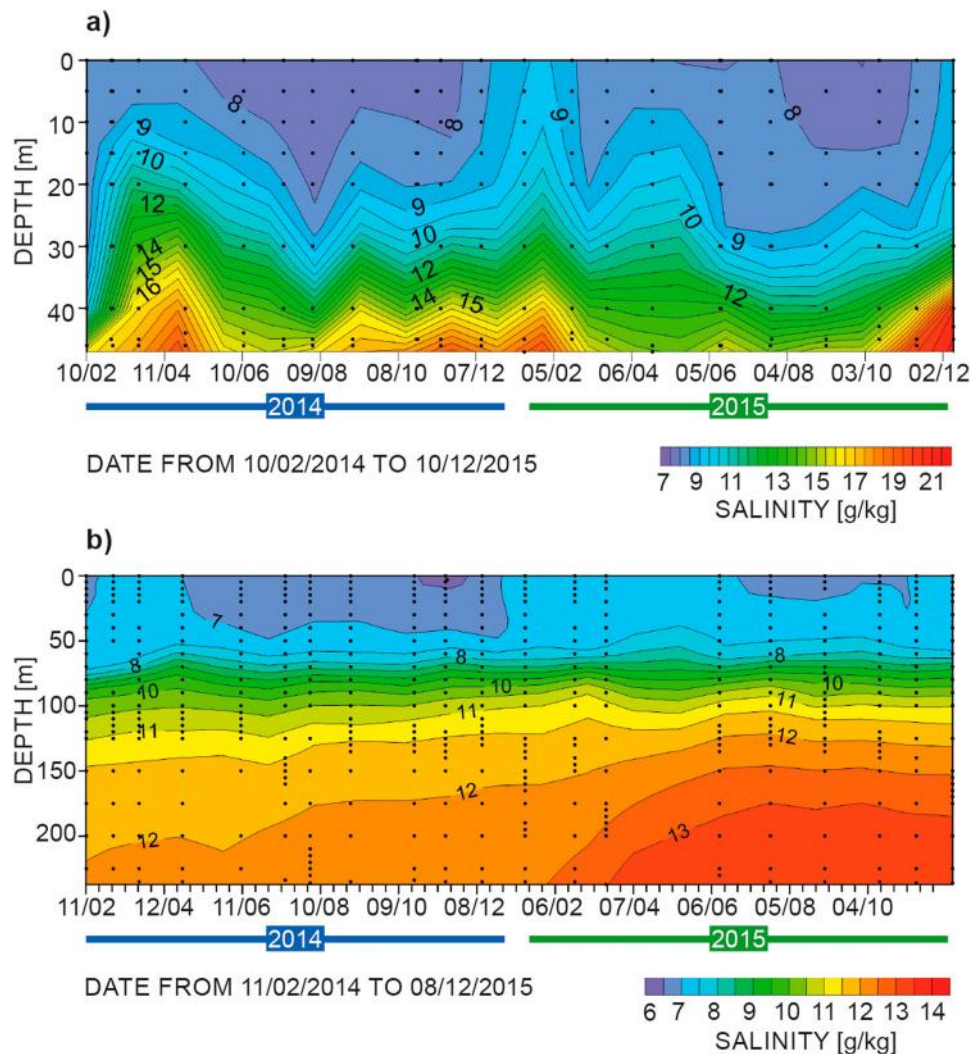 a)
0
10
20
30
40
DEPTH [m]
8 8 9 8
9
10
12
14
15
16
9
10
12
14 15
10
9
12
10/02 11/04 10/06 09/08 08/10 07/12 05/02 06/04 05/06 04/08 03/10 02/12
2014 2015
DATE FROM 10/02/2014 TO 10/12/2015
7 9 11 13 15 17 19 21
SALINITY [g/kg]
b)
0
50
100
150
200
DEPTH [m]
7
8 8 8
10 10 10
11 11 11
12
12 12
13
11/02 12/04 11/06 10/08 09/10 08/12 06/02 07/04 06/06 05/08 04/10
2014 2015
DATE FROM 11/02/2014 TO 08/12/2015
6 7 8 9 10 11 12 13 14
SALINITY [g/kg]